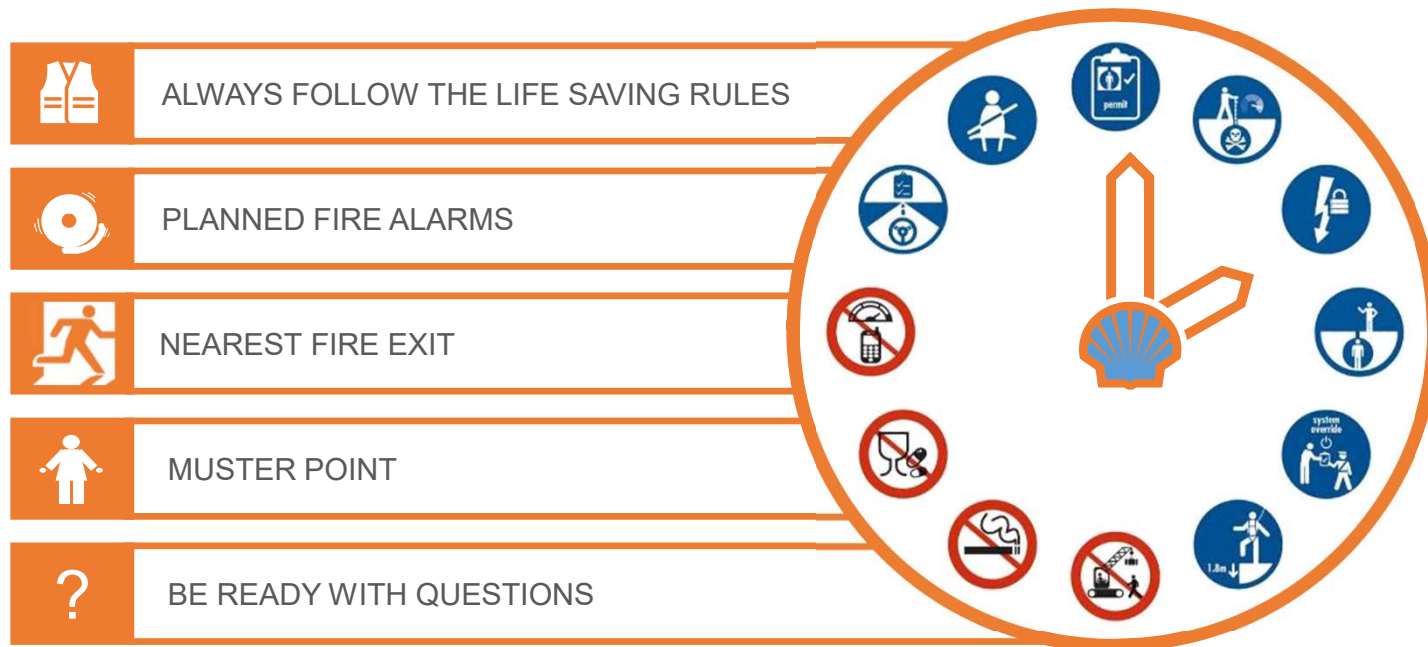 ALWAYS FOLLOW THE LIFE SAVING RULES
PLANNED FIRE ALARMS
NEAREST FIRE EXIT
MUSTER POINT
?
BE READY WITH QUESTIONS
permit
system
override
1.8m